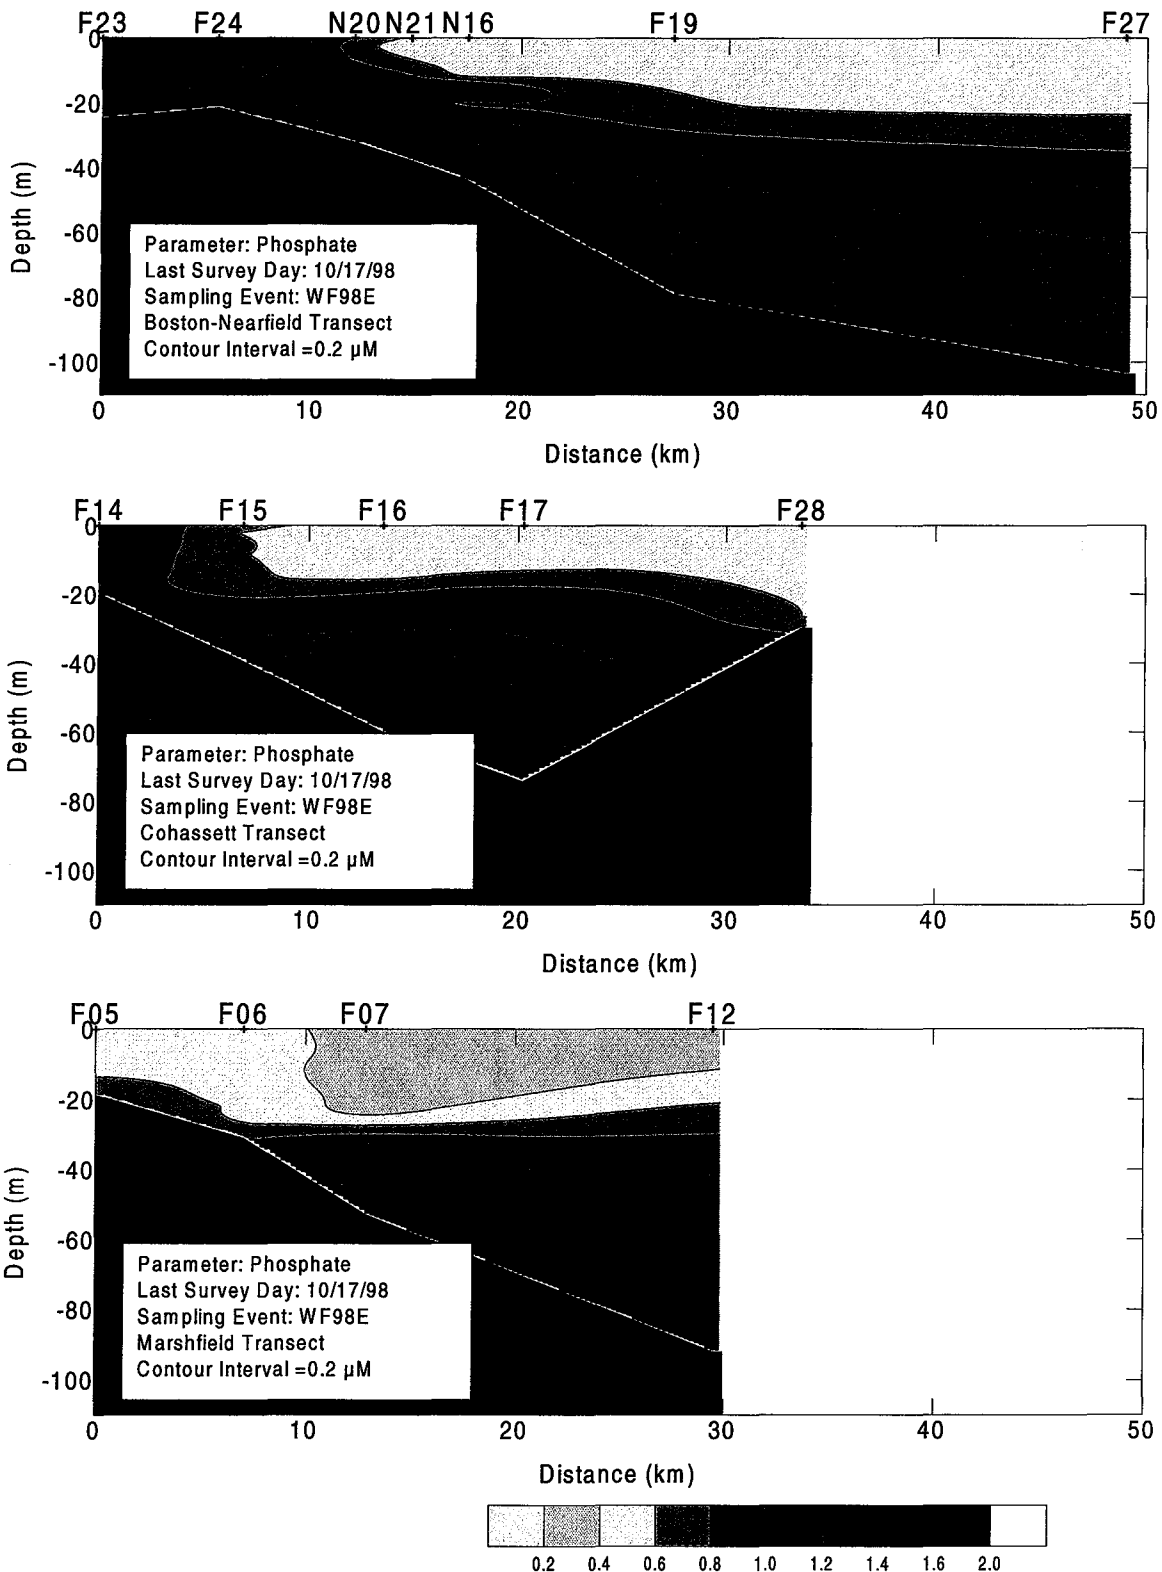 F23 F24 N20 N21 N16 F19 F27
0
-20
-40
-60
-80
-100
Depth (m)
Parameter: Phosphate
Last Survey Day: 10/17/98
Sampling Event: WF98E
Boston-Nearfield Transect
Contour Interval =0.2 µM
0 10 20 30 40 50
Distance (km)
F14 F15 F16 F17 F28
0
-20
-40
-60
-80
-100
Depth (m)
Parameter: Phosphate
Last Survey Day: 10/17/98
Sampling Event: WF98E
Cohassett Transect
Contour Interval =0.2 µM
0 10 20 30 40 50
Distance (km)
F05 F06 F07 F12
0
-20
-40
-60
-80
-100
Depth (m)
Parameter: Phosphate
Last Survey Day: 10/17/98
Sampling Event: WF98E
Marshfield Transect
Contour Interval =0.2 µM
0 10 20 30 40 50
Distance (km)
0.2 0.4 0.6 0.8 1.0 1.2 1.4 1.6 2.0